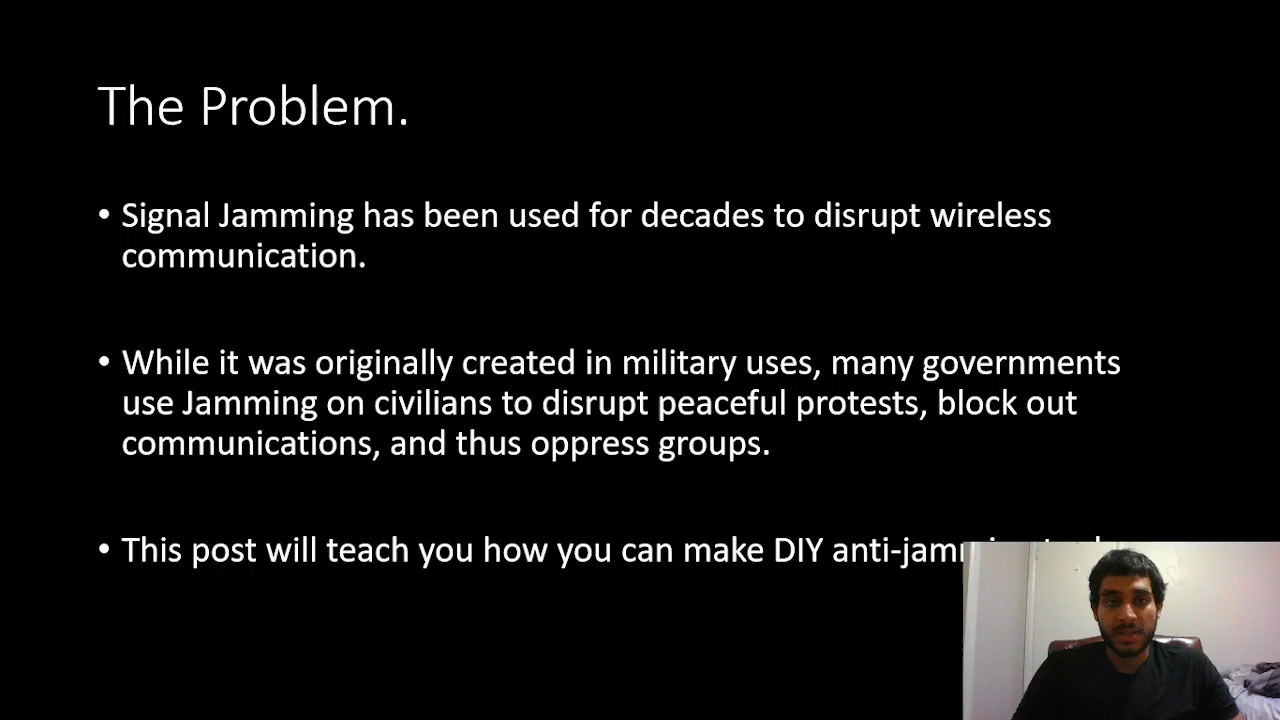 The Problem.
• Signal Jamming has been used for decades to disrupt wireless
communication.
• While it was originally created in military uses, many governments
use Jamming on civilians to disrupt peaceful protests, block out
communications, and thus oppress groups.
• This post will teach you how you can make DIY